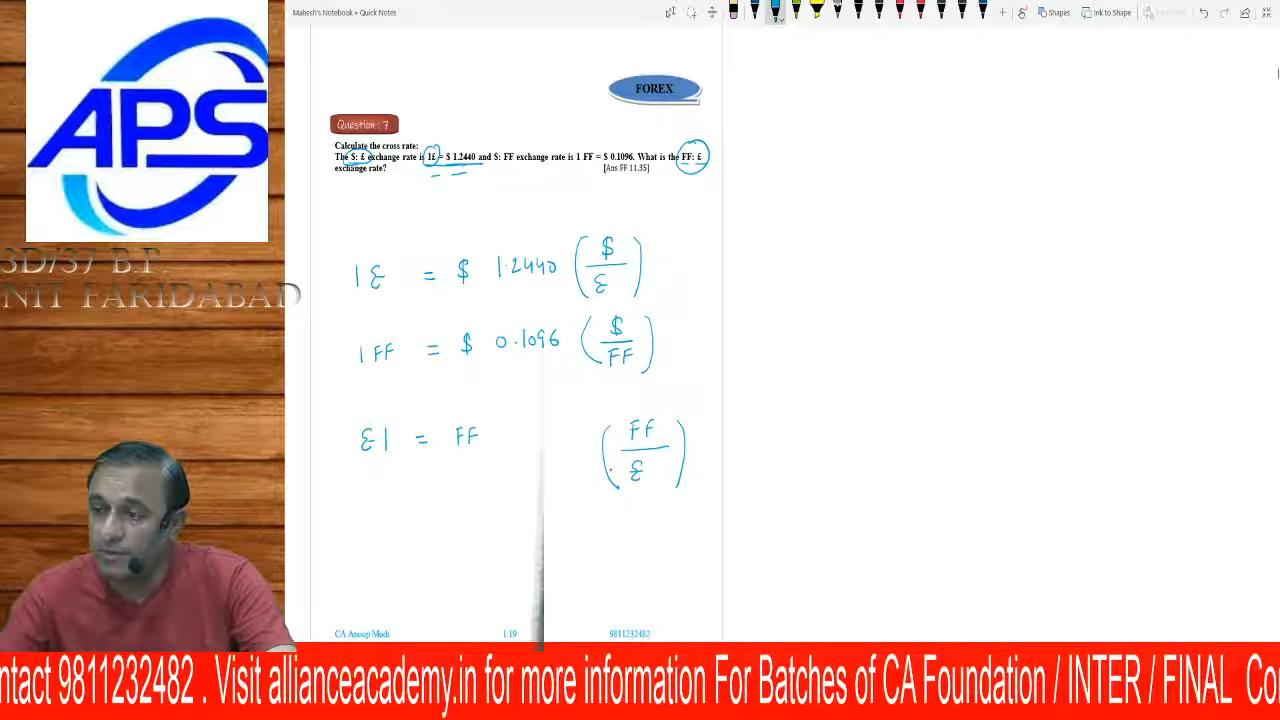 Mahesh's Notebook » Quick Notes
Shapes
Ink to Shape
APS
3D/37 B.P.
NIT FARIDABAD
FOREX
Question : 7
Calculate the cross rate:
The $: £ exchange rate is 1£ = $ 1.2440 and $: FF exchange rate is 1 FF = $ 0.1096. What is the FF: £
exchange rate? [Ans FF 11.35]
1 £ = $ 1.2440 ($/£)
1 FF = $ 0.1096 ($/FF)
£ 1 = FF (FF/£)
CA Anoop Modi 1.19 9811232482
ntact 9811232482 . Visit allianceacademy.in for more information For Batches of CA Foundation / INTER / FINAL Co